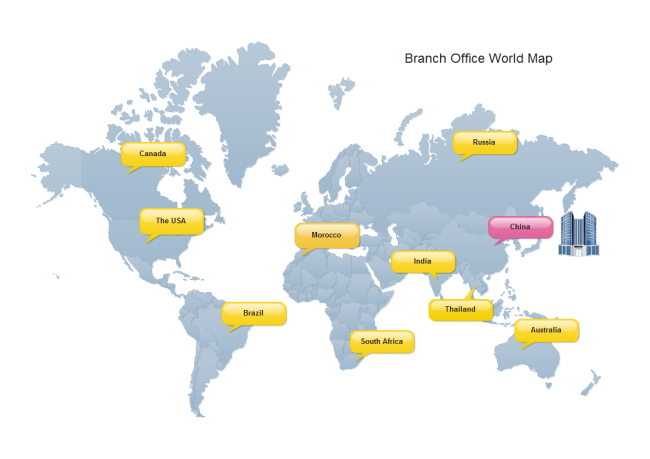 Branch Office World Map
Russia
Canada
The USA
China
Morocco
India
Thailand
Brazil
Australia
South Africa